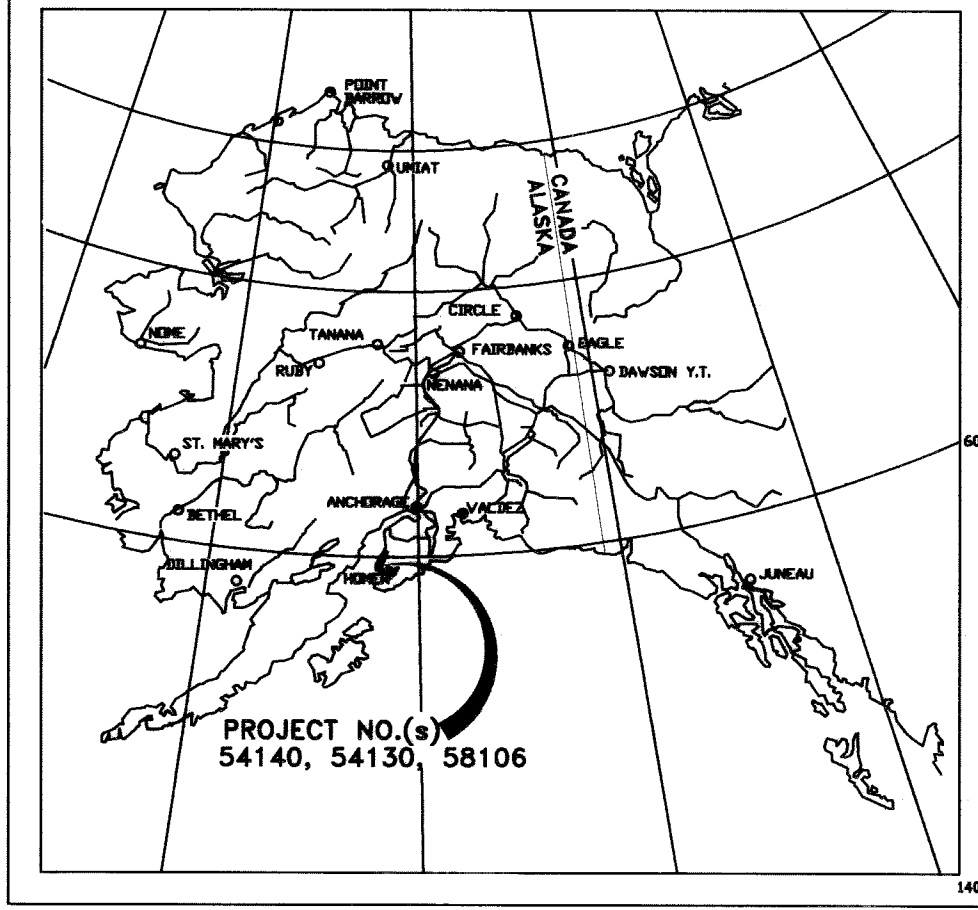 POINT
BARROW
UMIAT
CANADA
ALASKA
CIRCLE
NOME
TANANA
FAIRBANKS
EAGLE
RUBY
DAWSON Y.T.
NENANA
ST. MARY'S
60
ANCHORAGE
VALDEZ
BETHEL
DILLINGHAM
HOMER
JUNEAU
PROJECT NO.(s)
54140, 54130, 58106
140